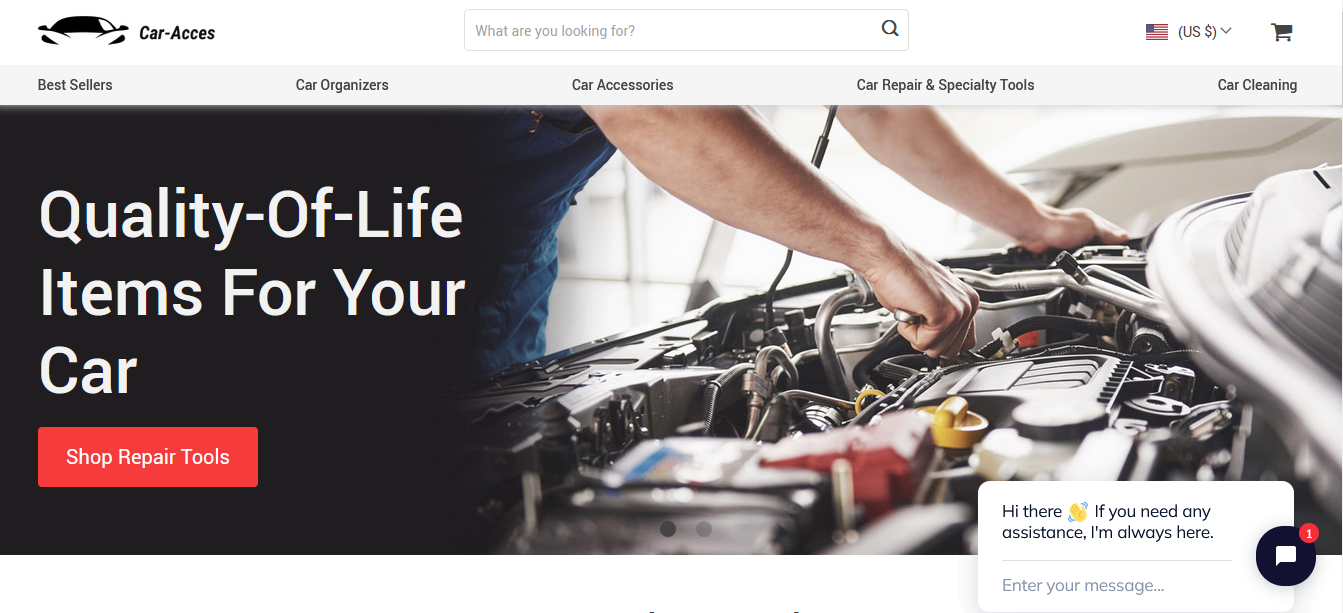 Car-Acces
What are you looking for?
(US $)
Best Sellers
Car Organizers
Car Accessories
Car Repair & Specialty Tools
Car Cleaning
Quality-Of-Life
Items For Your
Car
Shop Repair Tools
Hi there 👋 If you need any
assistance, I'm always here.
1
Enter your message...